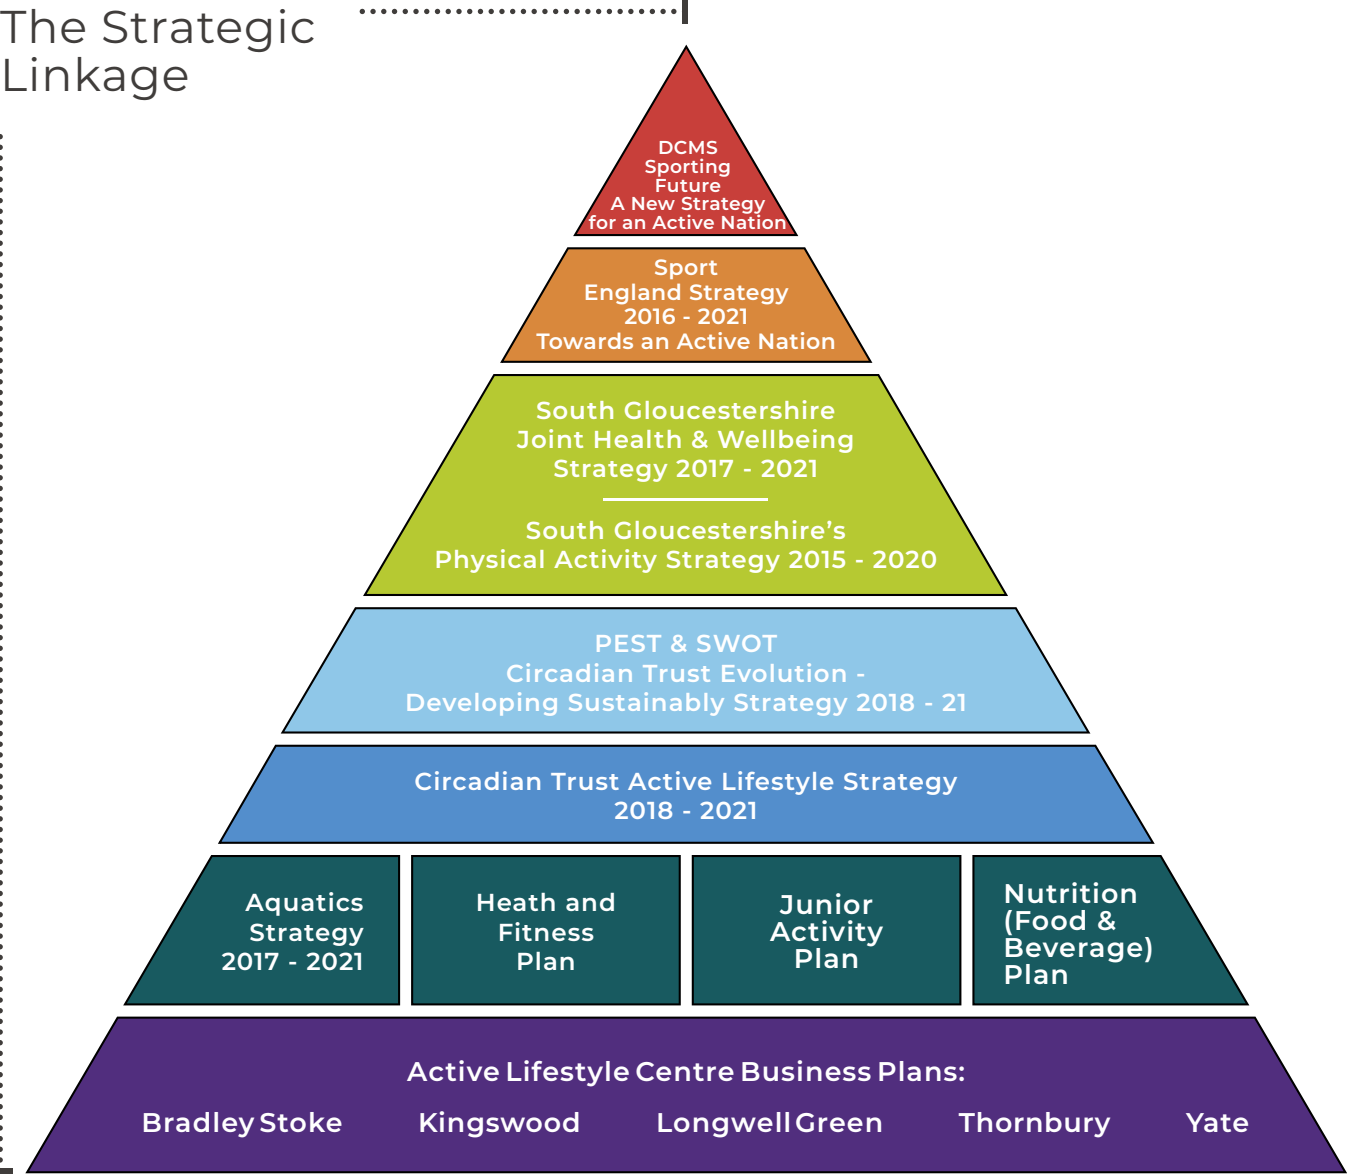 The Strategic
Linkage
DCMS
Sporting
Future
A New Strategy
for an Active Nation
Sport
England Strategy
2016 - 2021
Towards an Active Nation
South Gloucestershire
Joint Health & Wellbeing
Strategy 2017 - 2021
South Gloucestershire’s
Physical Activity Strategy 2015 - 2020
PEST & SWOT
Circadian Trust Evolution -
Developing Sustainably Strategy 2018 - 21
Circadian Trust Active Lifestyle Strategy
2018 - 2021
Aquatics
Strategy
2017 - 2021
Heath and
Fitness
Plan
Junior
Activity
Plan
Nutrition
(Food &
Beverage)
Plan
Active Lifestyle Centre Business Plans:
Bradley Stoke Kingswood Longwell Green Thornbury Yate